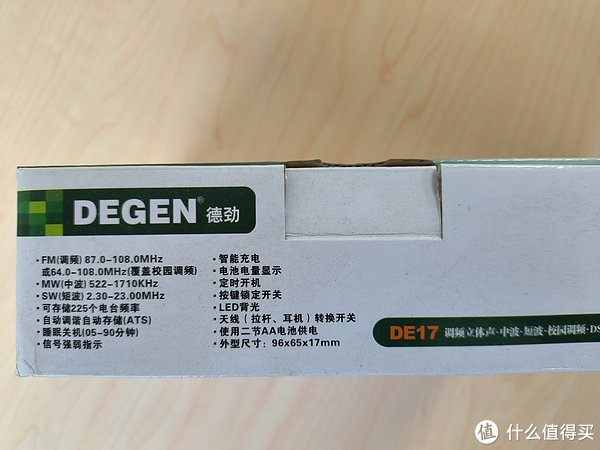 DEGEN® 德劲
·FM(调频) 87.0-108.0MHz
或64.0-108.0MHz(覆盖校园调频)
·MW(中波) 522-1710KHz
·SW(短波) 2.30-23.00MHz
·可存储225个电台频率
·自动调谐自动存储(ATS)
·睡眠关机(05-90分钟)
·信号强弱指示
·智能充电
·电池电量显示
·定时开机
·按键锁定开关
·LED背光
·天线（拉杆、耳机）转换开关
·使用二节AA电池供电
·外型尺寸：96x65x17mm
DE17 调频立体声·中波·短波·校园调频·DS
值 什么值得买